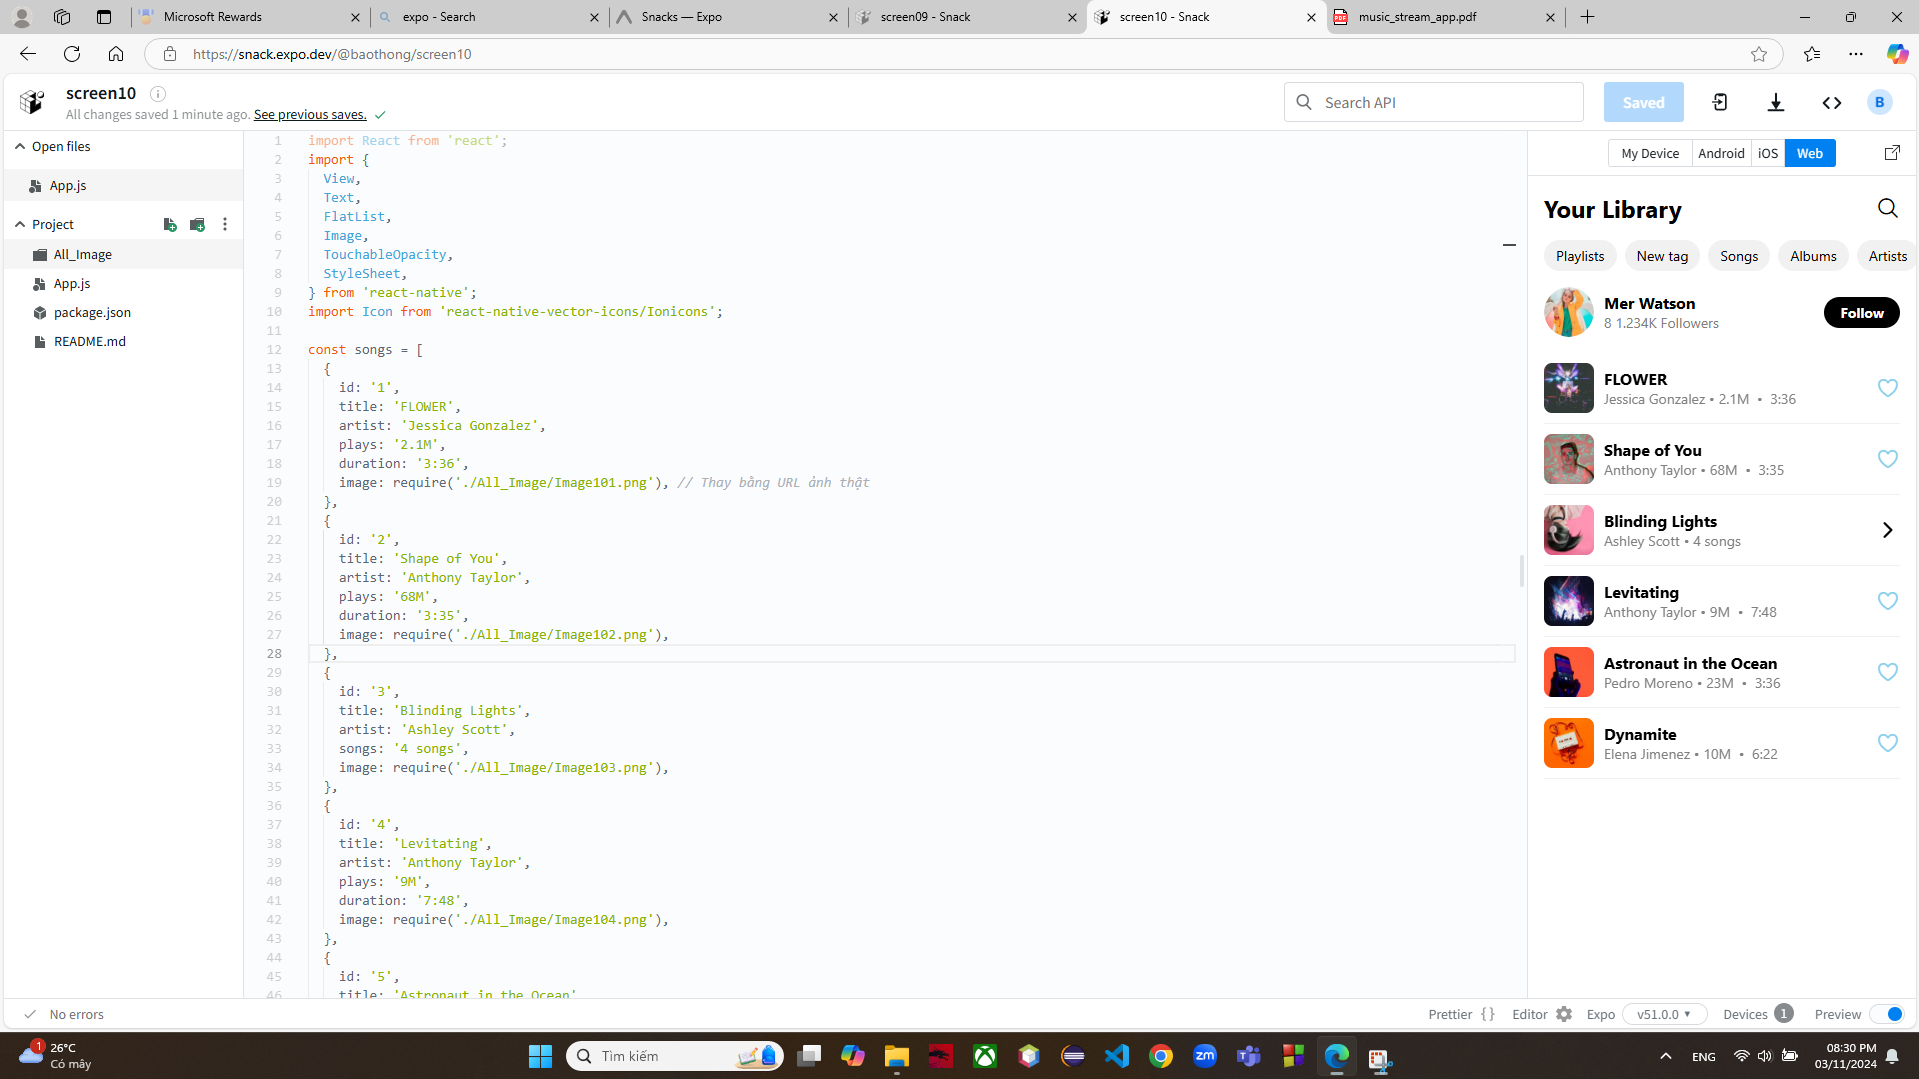 Microsoft Rewards
expo - Search
Snacks — Expo
screen09 - Snack
screen10 - Snack
music_stream_app.pdf
https://snack.expo.dev/@baothong/screen10
screen10
All changes saved 1 minute ago. See previous saves.
Search API
Saved
B
Open files
App.js
Project
All_Image
App.js
package.json
README.md
1 import React from 'react';
2 import {
3 View,
4 Text,
5 FlatList,
6 Image,
7 TouchableOpacity,
8 StyleSheet,
9 } from 'react-native';
10 import Icon from 'react-native-vector-icons/Ionicons';
11
12 const songs = [
13 {
14 id: '1',
15 title: 'FLOWER',
16 artist: 'Jessica Gonzalez',
17 plays: '2.1M',
18 duration: '3:36',
19 image: require('./All_Image/Image101.png'), // Thay bằng URL ảnh thật
20 },
21 {
22 id: '2',
23 title: 'Shape of You',
24 artist: 'Anthony Taylor',
25 plays: '68M',
26 duration: '3:35',
27 image: require('./All_Image/Image102.png'),
28 },
29 {
30 id: '3',
31 title: 'Blinding Lights',
32 artist: 'Ashley Scott',
33 songs: '4 songs',
34 image: require('./All_Image/Image103.png'),
35 },
36 {
37 id: '4',
38 title: 'Levitating',
39 artist: 'Anthony Taylor',
40 plays: '9M',
41 duration: '7:48',
42 image: require('./All_Image/Image104.png'),
43 },
44 {
45 id: '5',
46 title: 'Astronaut in the Ocean'
My Device
Android
iOS
Web
Your Library
Playlists
New tag
Songs
Albums
Artists
Mer Watson
8 1.234K Followers
Follow
FLOWER
Jessica Gonzalez • 2.1M • 3:36
Shape of You
Anthony Taylor • 68M • 3:35
Blinding Lights
Ashley Scott • 4 songs
Levitating
Anthony Taylor • 9M • 7:48
Astronaut in the Ocean
Pedro Moreno • 23M • 3:36
Dynamite
Elena Jimenez • 10M • 6:22
No errors
Prettier {}
Editor
Expo
v51.0.0
Devices 1
Preview
1
26°C
Có mây
Tìm kiếm
zm
ENG
08:30 PM
03/11/2024